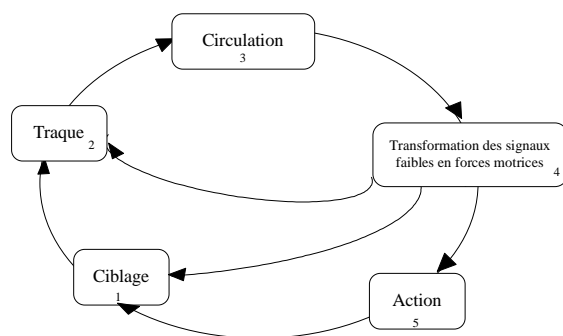 Circulation
3
Traque
2
Transformation des signaux
faibles en forces motrices
4
Ciblage
1
Action
5